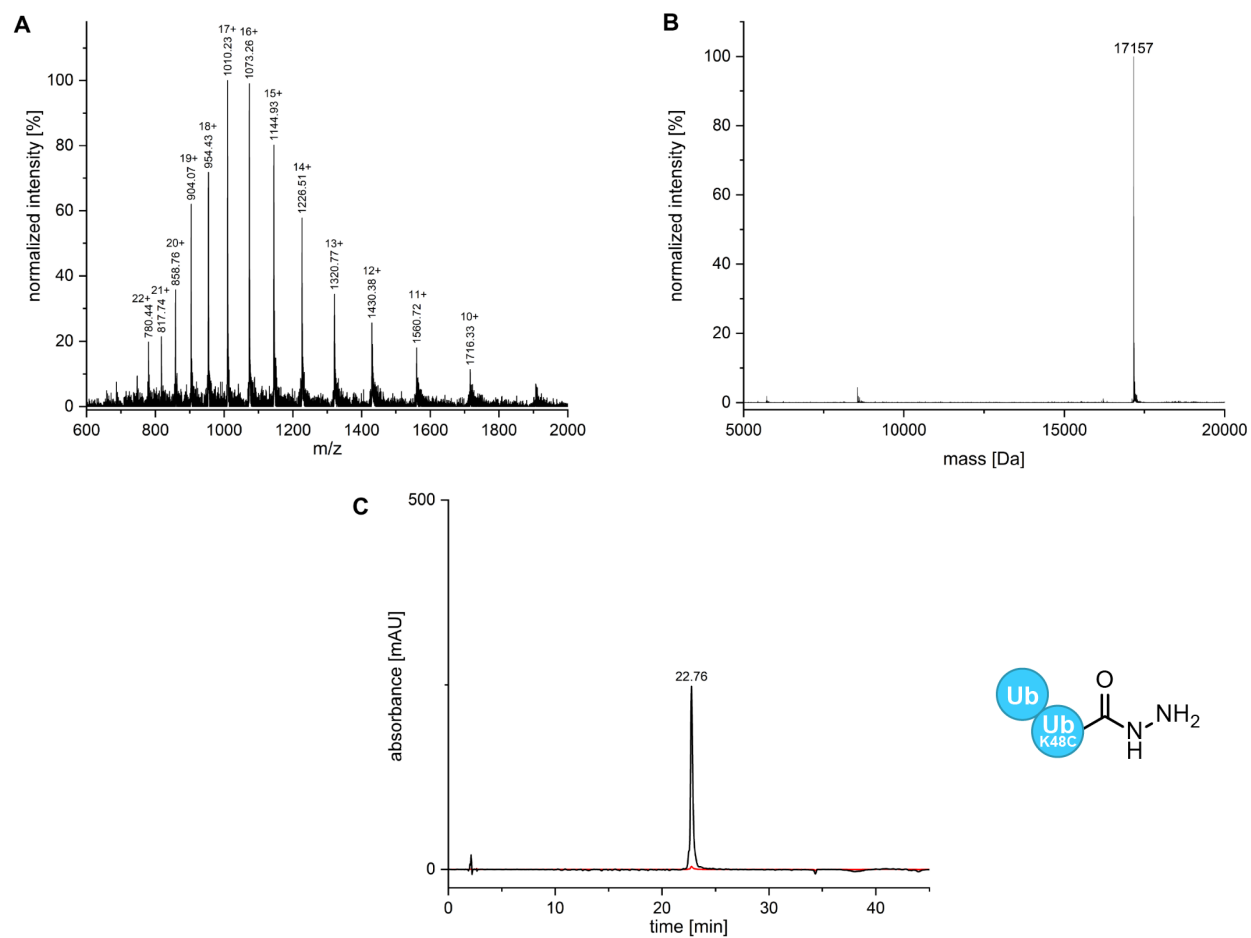 A
normalized intensity [%]
100
80
60
40
20
0
22+
780.44
21+
817.74
20+
858.76
19+
904.07
18+
954.43
17+
1010.23
16+
1073.26
15+
1144.93
14+
1226.51
13+
1320.77
12+
1430.38
11+
1560.72
10+
1716.33
600 800 1000 1200 1400 1600 1800 2000
m/z
B
normalized intensity [%]
100
80
60
40
20
0
17157
5000 10000 15000 20000
mass [Da]
C
absorbance [mAU]
500
0
22.76
0 10 20 30 40
time [min]
Ub
Ub
K48C
O
N
H
NH2